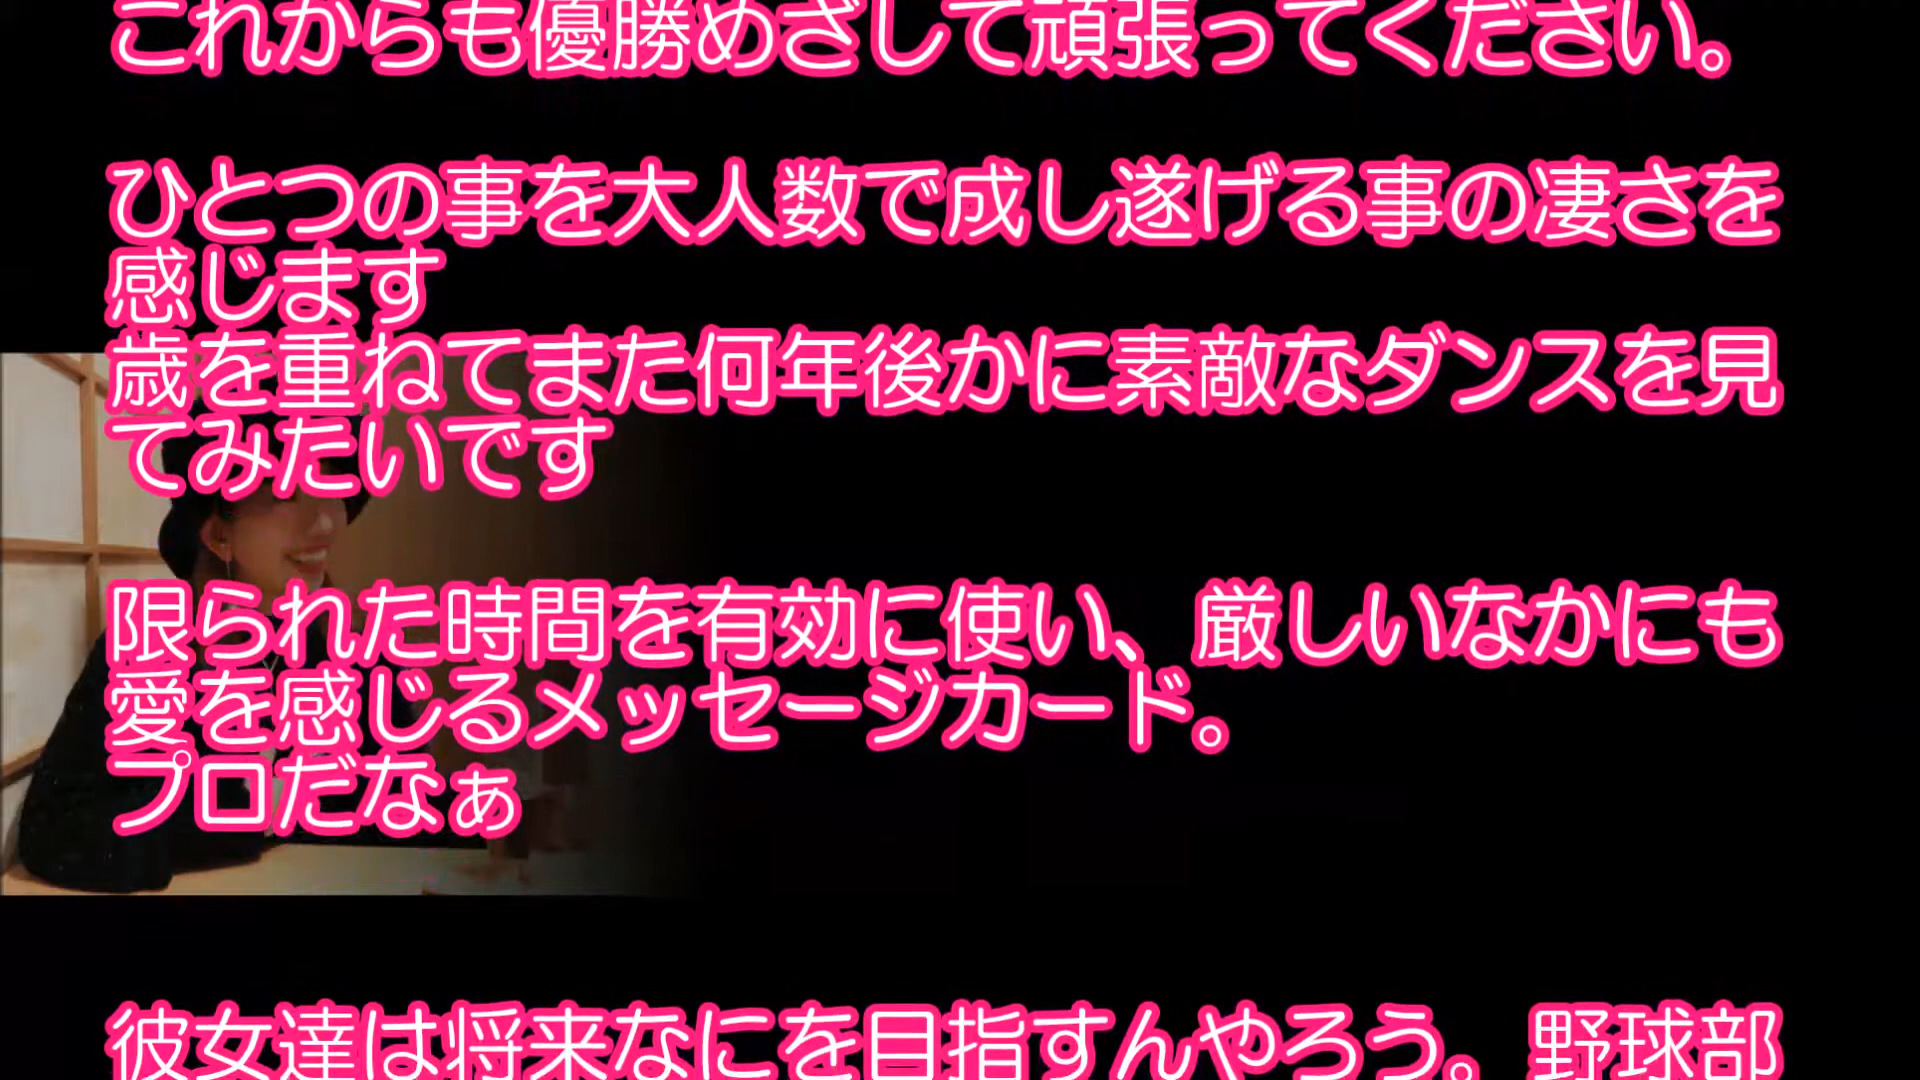 これからも優勝めざして頑張ってください。
ひとつの事を大人数で成し遂げる事の凄さを
感じます
歳を重ねてまた何年後かに素敵なダンスを見
てみたいです
限られた時間を有効に使い、厳しいなかにも
愛を感じるメッセージカード。
プロだなぁ
彼女達は将来なにを目指すんやろう。野球部